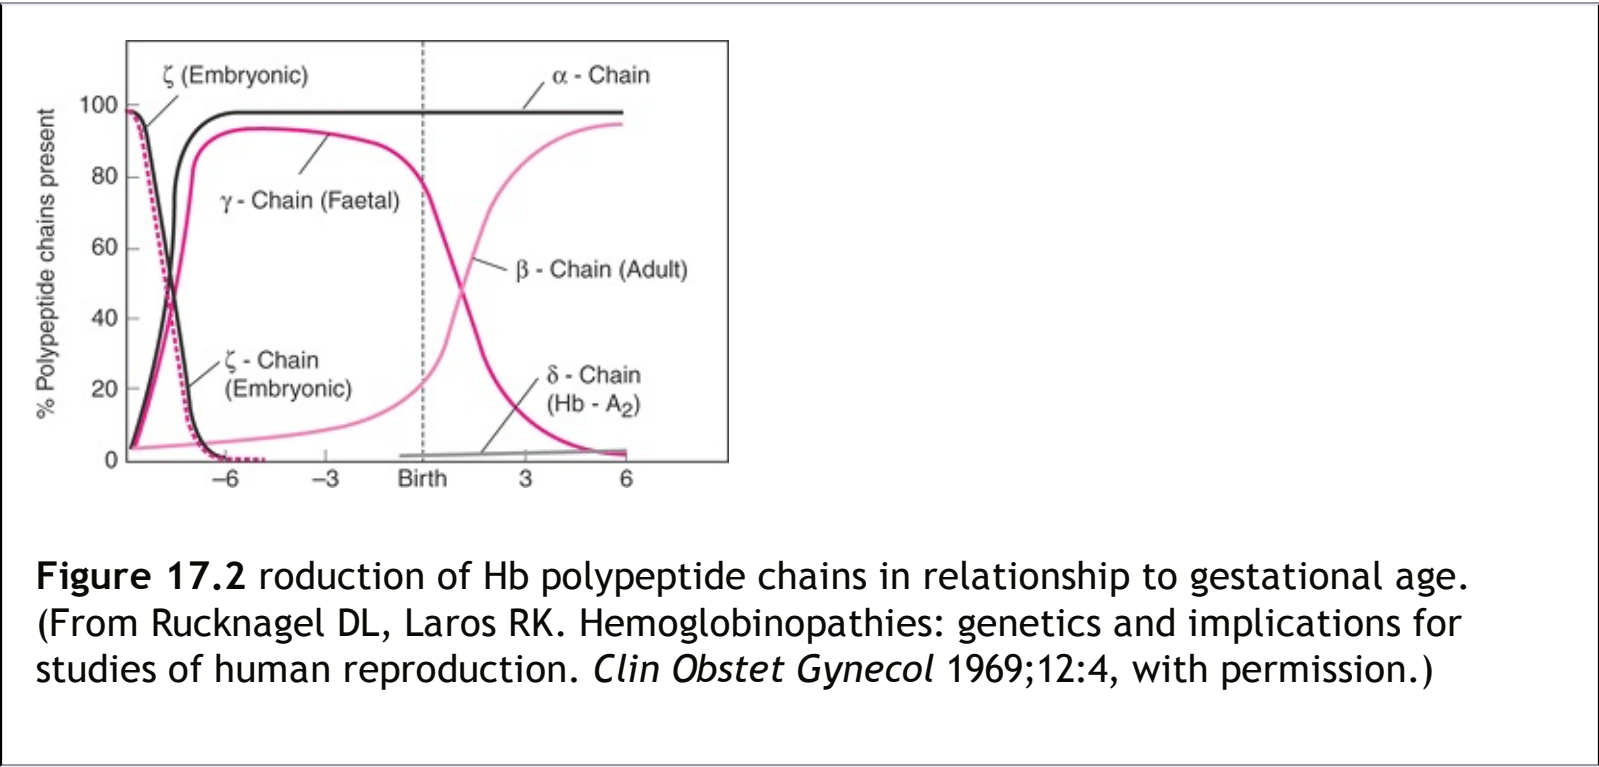 ζ (Embryonic)
α - Chain
100
80
60
40
20
0
% Polypeptide chains present
γ - Chain (Faetal)
β - Chain (Adult)
ζ - Chain
(Embryonic)
δ - Chain
(Hb - A2)
–6
–3
Birth
3
6
Figure 17.2 roduction of Hb polypeptide chains in relationship to gestational age.
(From Rucknagel DL, Laros RK. Hemoglobinopathies: genetics and implications for
studies of human reproduction. Clin Obstet Gynecol 1969;12:4, with permission.)